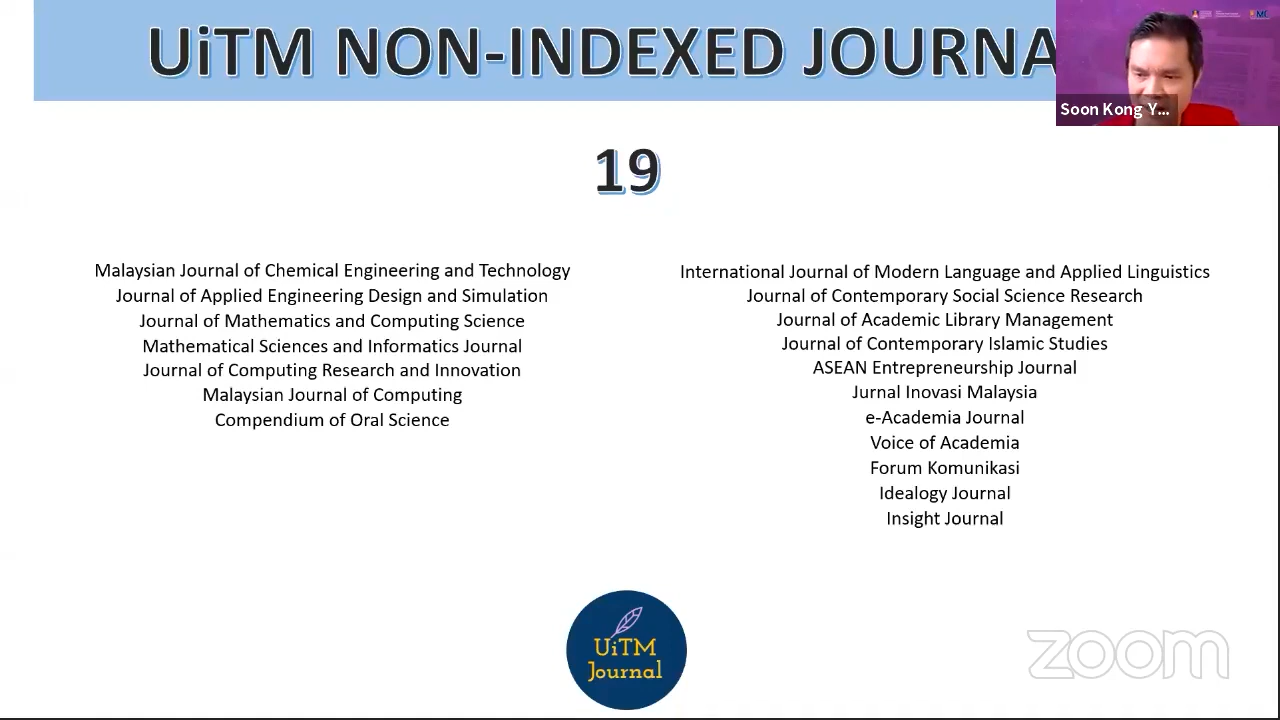 UiTM NON-INDEXED JOURNA
Soon Kong Y...
19
Malaysian Journal of Chemical Engineering and Technology
Journal of Applied Engineering Design and Simulation
Journal of Mathematics and Computing Science
Mathematical Sciences and Informatics Journal
Journal of Computing Research and Innovation
Malaysian Journal of Computing
Compendium of Oral Science
International Journal of Modern Language and Applied Linguistics
Journal of Contemporary Social Science Research
Journal of Academic Library Management
Journal of Contemporary Islamic Studies
ASEAN Entrepreneurship Journal
Jurnal Inovasi Malaysia
e-Academia Journal
Voice of Academia
Forum Komunikasi
Idealogy Journal
Insight Journal
UiTM
Journal
zoom